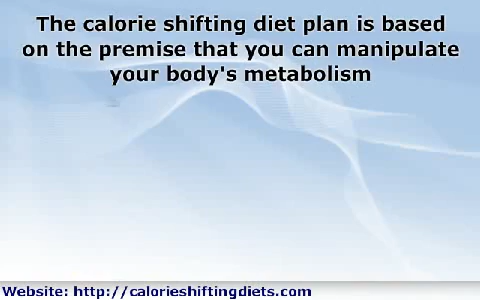 The calorie shifting diet plan is based
on the premise that you can manipulate
your body's metabolism
Website: http://calorieshiftingdiets.com